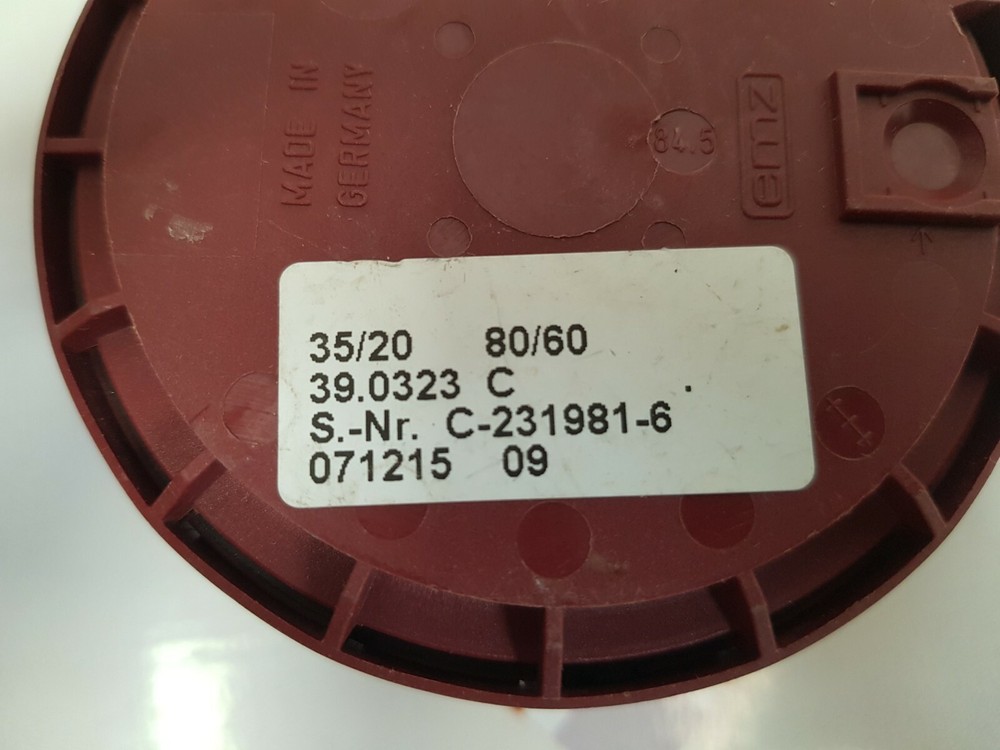 MADE IN
GERMANY
84.5
emz
35/20 80/60
39.0323 C
S.-Nr. C-231981-6
071215 09